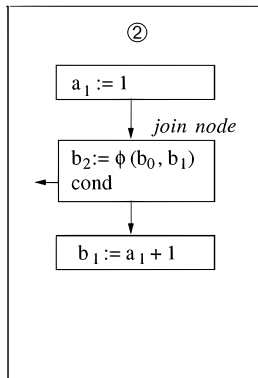 ②
a₁ := 1
join node
b₂ := ϕ (b₀, b₁)
cond
b₁ := a₁ + 1